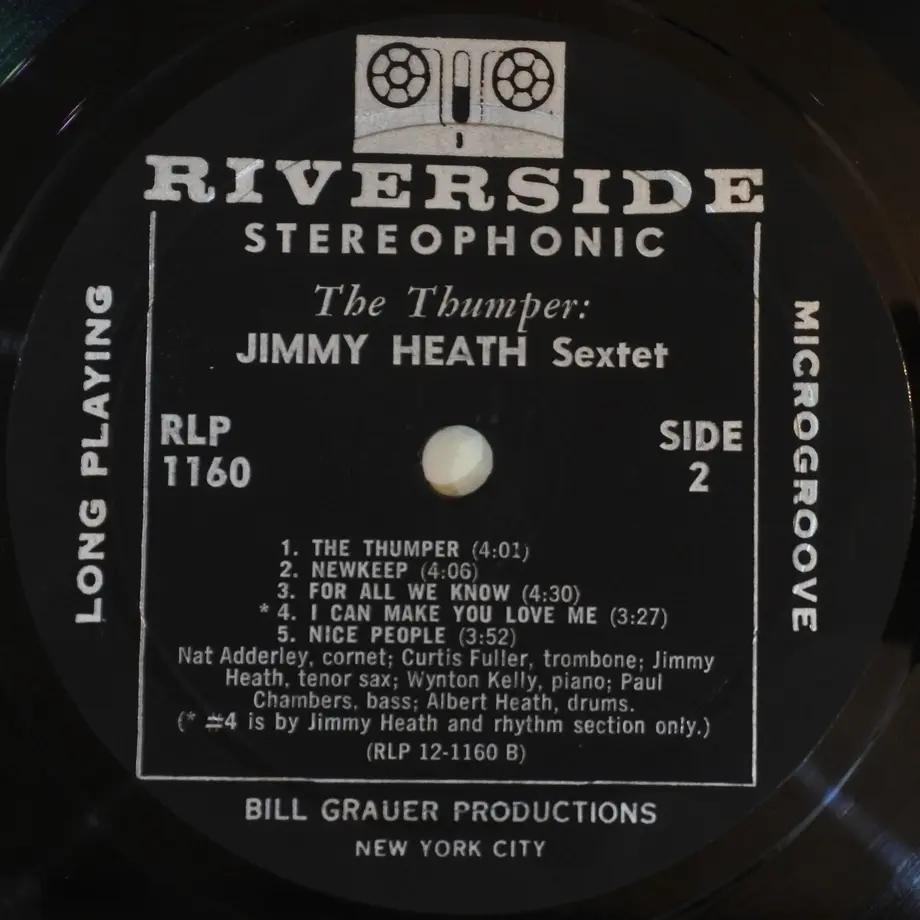 RIVERSIDE
STEREOPHONIC
The Thumper:
JIMMY HEATH Sextet
LONG PLAYING
MICROGROOVE
RLP
1160
SIDE
2
1. THE THUMPER (4:01)
2. NEWKEEP (4:06)
3. FOR ALL WE KNOW (4:30)
* 4. I CAN MAKE YOU LOVE ME (3:27)
5. NICE PEOPLE (3:52)
Nat Adderley, cornet; Curtis Fuller, trombone; Jimmy
Heath, tenor sax; Wynton Kelly, piano; Paul
Chambers, bass; Albert Heath, drums.
(* #4 is by Jimmy Heath and rhythm section only.)
(RLP 12-1160 B)
BILL GRAUER PRODUCTIONS
NEW YORK CITY